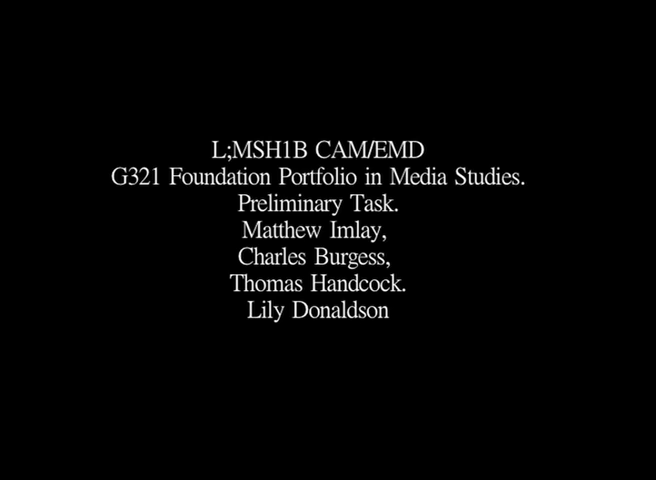 L;MSH1B CAM/EMD
G321 Foundation Portfolio in Media Studies.
Preliminary Task.
Matthew Imlay,
Charles Burgess,
Thomas Handcock.
Lily Donaldson